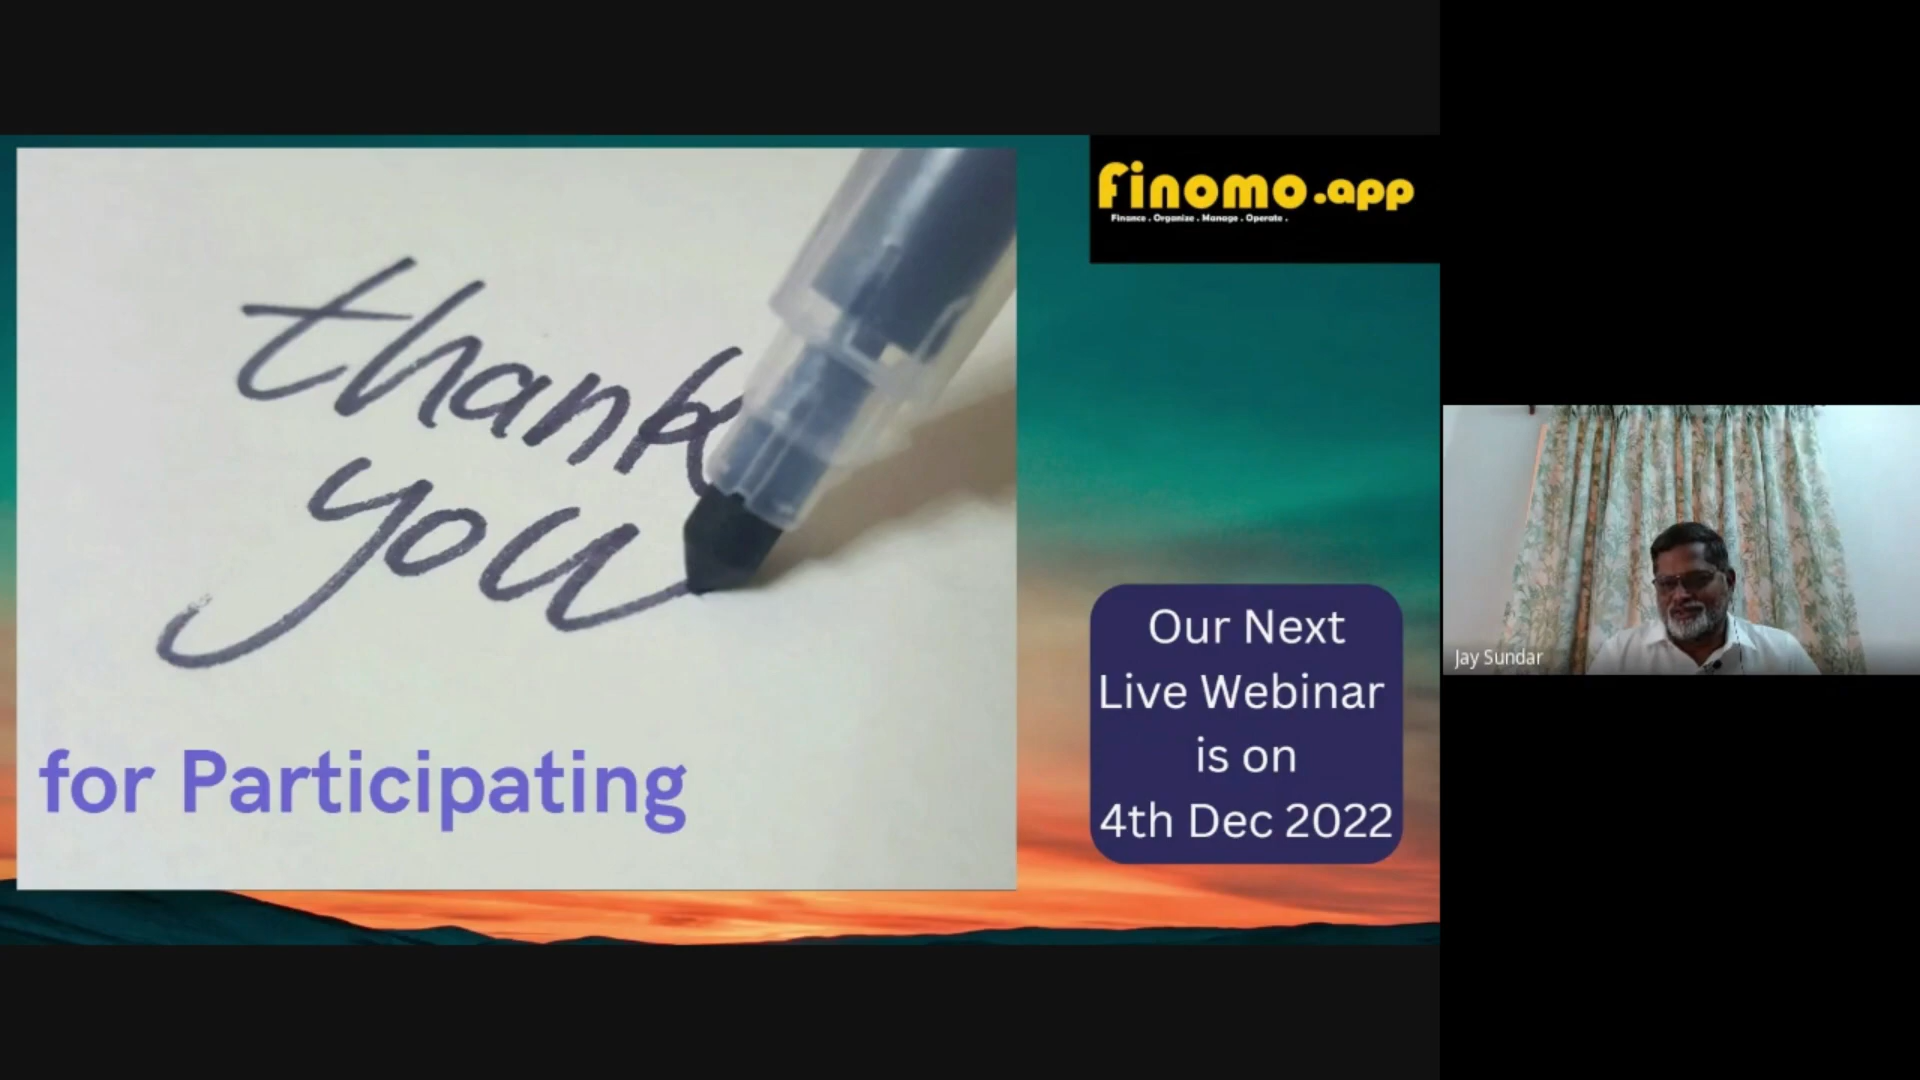 Finomo.app
Finance . Organize . Manage . Operate .
thank
you
for Participating
Our Next
Live Webinar
is on
4th Dec 2022
Jay Sundar